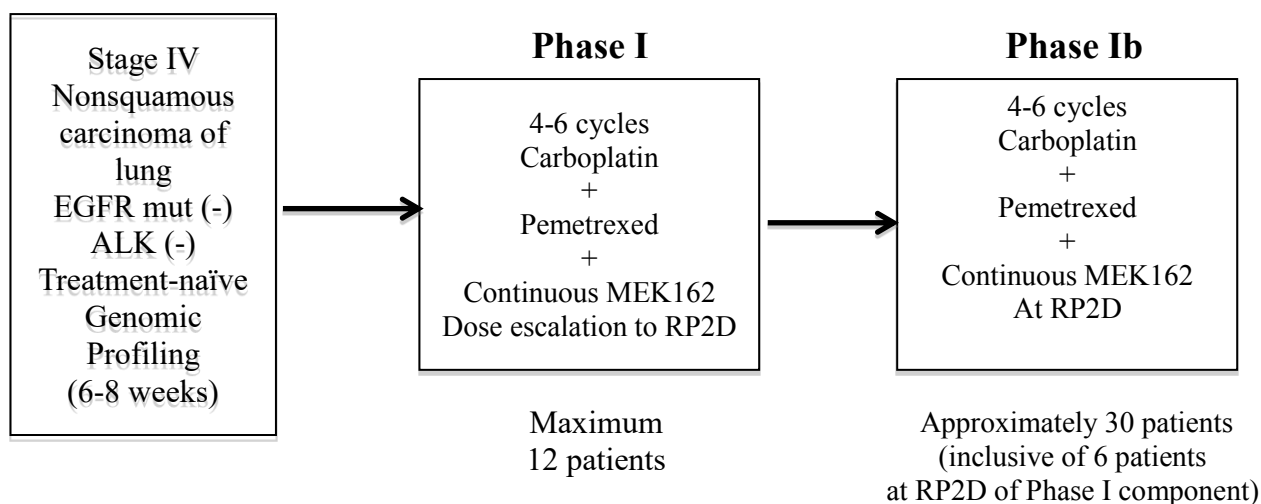 Stage IV
Nonsquamous
carcinoma of
lung
EGFR mut (-)
ALK (-)
Treatment-naïve
Genomic
Profiling
(6-8 weeks)
Phase I
4-6 cycles
Carboplatin
+
Pemetrexed
+
Continuous MEK162
Dose escalation to RP2D
Maximum
12 patients
Phase Ib
4-6 cycles
Carboplatin
+
Pemetrexed
+
Continuous MEK162
At RP2D
Approximately 30 patients
(inclusive of 6 patients
at RP2D of Phase I component)